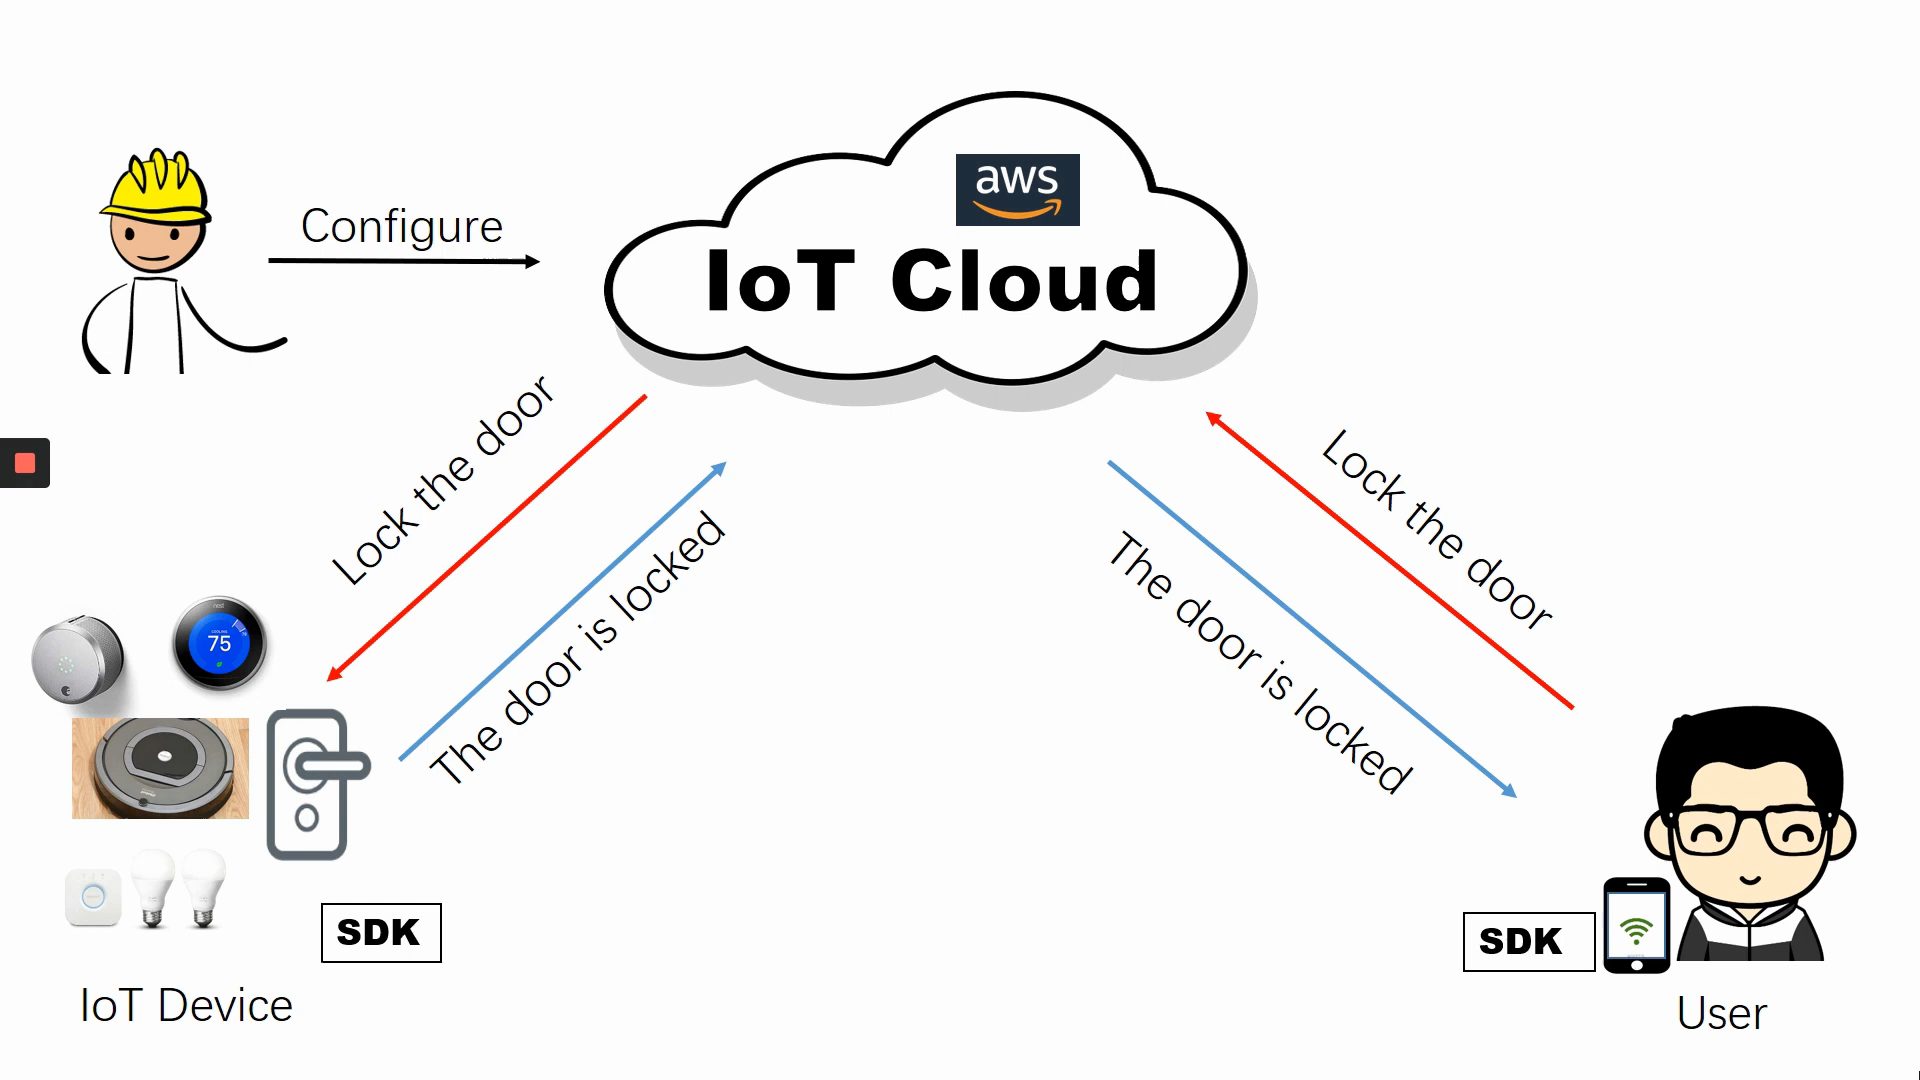 aws
Configure
IoT Cloud
Lock the door
Lock the door
The door is locked
The door is locked
nest
75
SDK
SDK
IoT Device
User